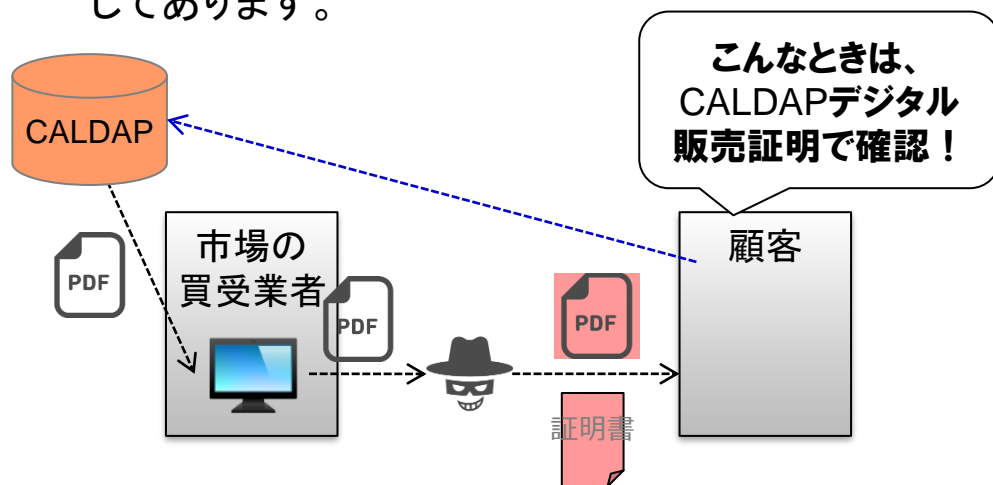 してあります。
こんなときは、
CALDAPデジタル
販売証明で確認！
CALDAP
市場の
買受業者
顧客
PDF
PDF
PDF
証明書